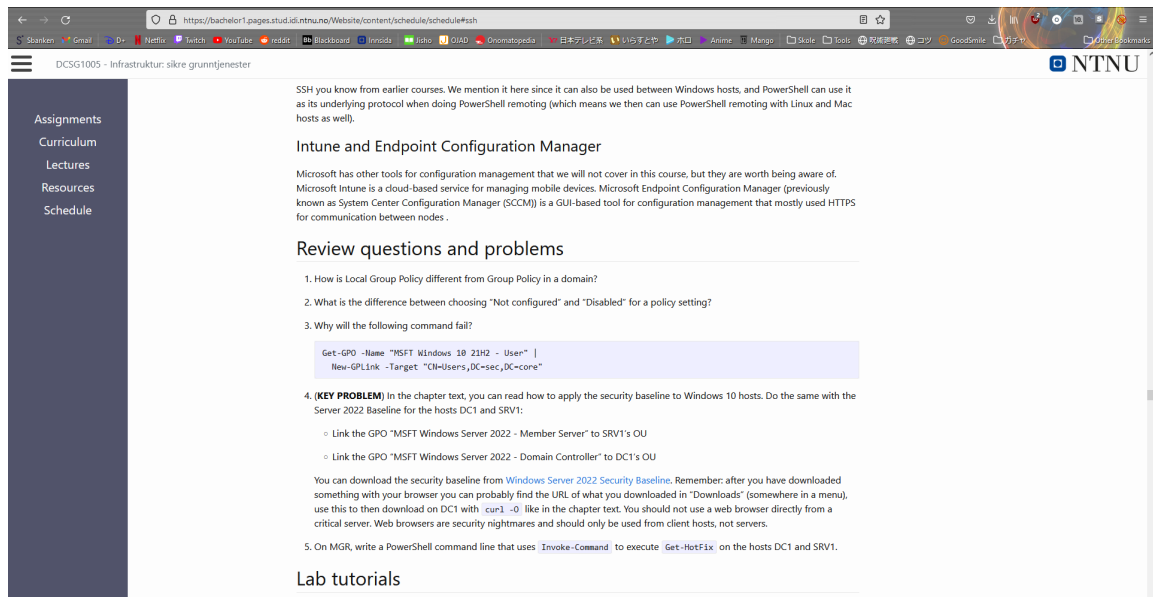 https://bachelor1.pages.stud.idi.ntnu.no/Website/content/schedule/schedule#ssh
Sbanken Gmail D+ Netflix Twitch YouTube reddit Blackboard Innsida Jisho OJAD Onomatopedia 日本テレビ系 いらすとや ホロ Anime Mango Skole Tools 呪術廻戦 コツ GoodSmile ガチャ Other Bookmarks
DCSG1005 - Infrastruktur: sikre grunntjenester
NTNU
Assignments
Curriculum
Lectures
Resources
Schedule
SSH you know from earlier courses. We mention it here since it can also be used between Windows hosts, and PowerShell can use it
as its underlying protocol when doing PowerShell remoting (which means we then can use PowerShell remoting with Linux and Mac
hosts as well).
Intune and Endpoint Configuration Manager
Microsoft has other tools for configuration management that we will not cover in this course, but they are worth being aware of.
Microsoft Intune is a cloud-based service for managing mobile devices. Microsoft Endpoint Configuration Manager (previously
known as System Center Configuration Manager (SCCM)) is a GUI-based tool for configuration management that mostly used HTTPS
for communication between nodes .
Review questions and problems
1. How is Local Group Policy different from Group Policy in a domain?
2. What is the difference between choosing "Not configured" and "Disabled" for a policy setting?
3. Why will the following command fail?
Get-GPO -Name "MSFT Windows 10 21H2 - User" |
New-GPLink -Target "CN=Users,DC=sec,DC=core"
4. (KEY PROBLEM) In the chapter text, you can read how to apply the security baseline to Windows 10 hosts. Do the same with the
Server 2022 Baseline for the hosts DC1 and SRV1:
○ Link the GPO "MSFT Windows Server 2022 - Member Server" to SRV1's OU
○ Link the GPO "MSFT Windows Server 2022 - Domain Controller" to DC1's OU
You can download the security baseline from Windows Server 2022 Security Baseline. Remember: after you have downloaded
something with your browser you can probably find the URL of what you downloaded in "Downloads" (somewhere in a menu),
use this to then download on DC1 with curl -O like in the chapter text. You should not use a web browser directly from a
critical server. Web browsers are security nightmares and should only be used from client hosts, not servers.
5. On MGR, write a PowerShell command line that uses Invoke-Command to execute Get-HotFix on the hosts DC1 and SRV1.
Lab tutorials